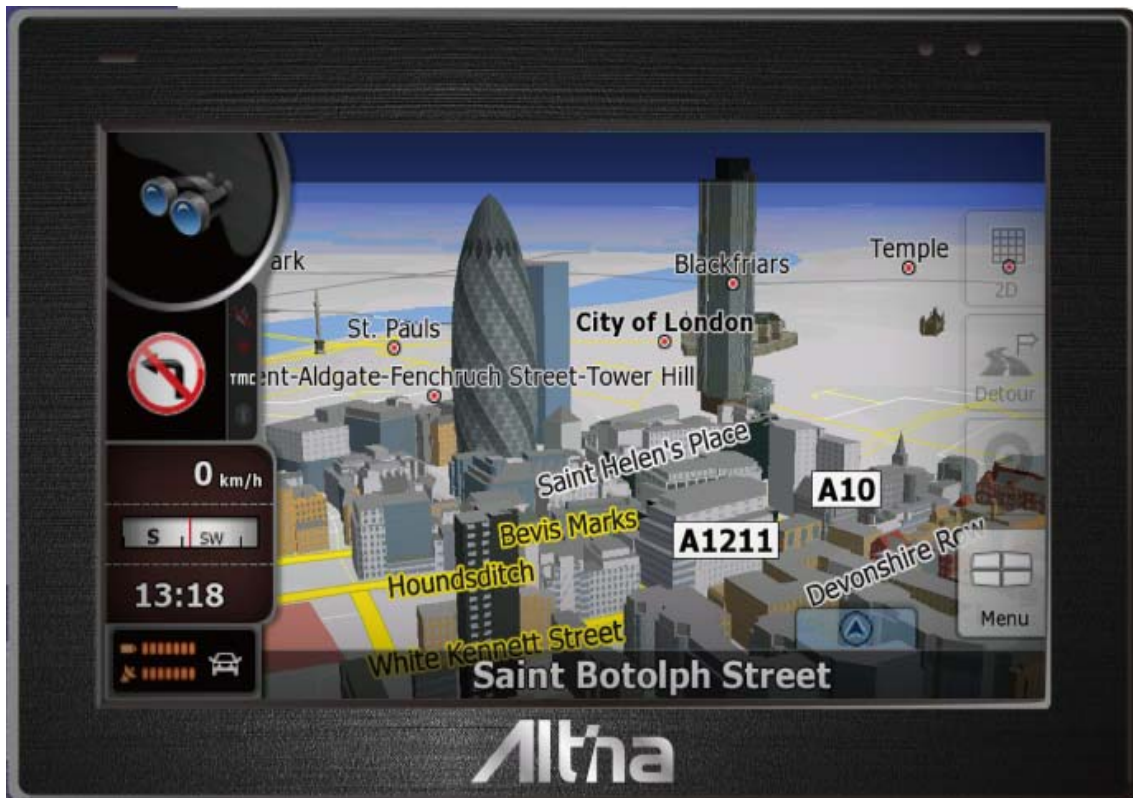 ark
Blackfriars
Temple
2D
St. Pauls
City of London
TMC
ent-Aldgate-Fenchruch Street-Tower Hill
Detour
Saint Helen's Place
0 km/h
A10
S SW
Bevis Marks
A1211
Houndsditch
Devonshire Row
13:18
Menu
White Kennett Street
Saint Botolph Street
Altina